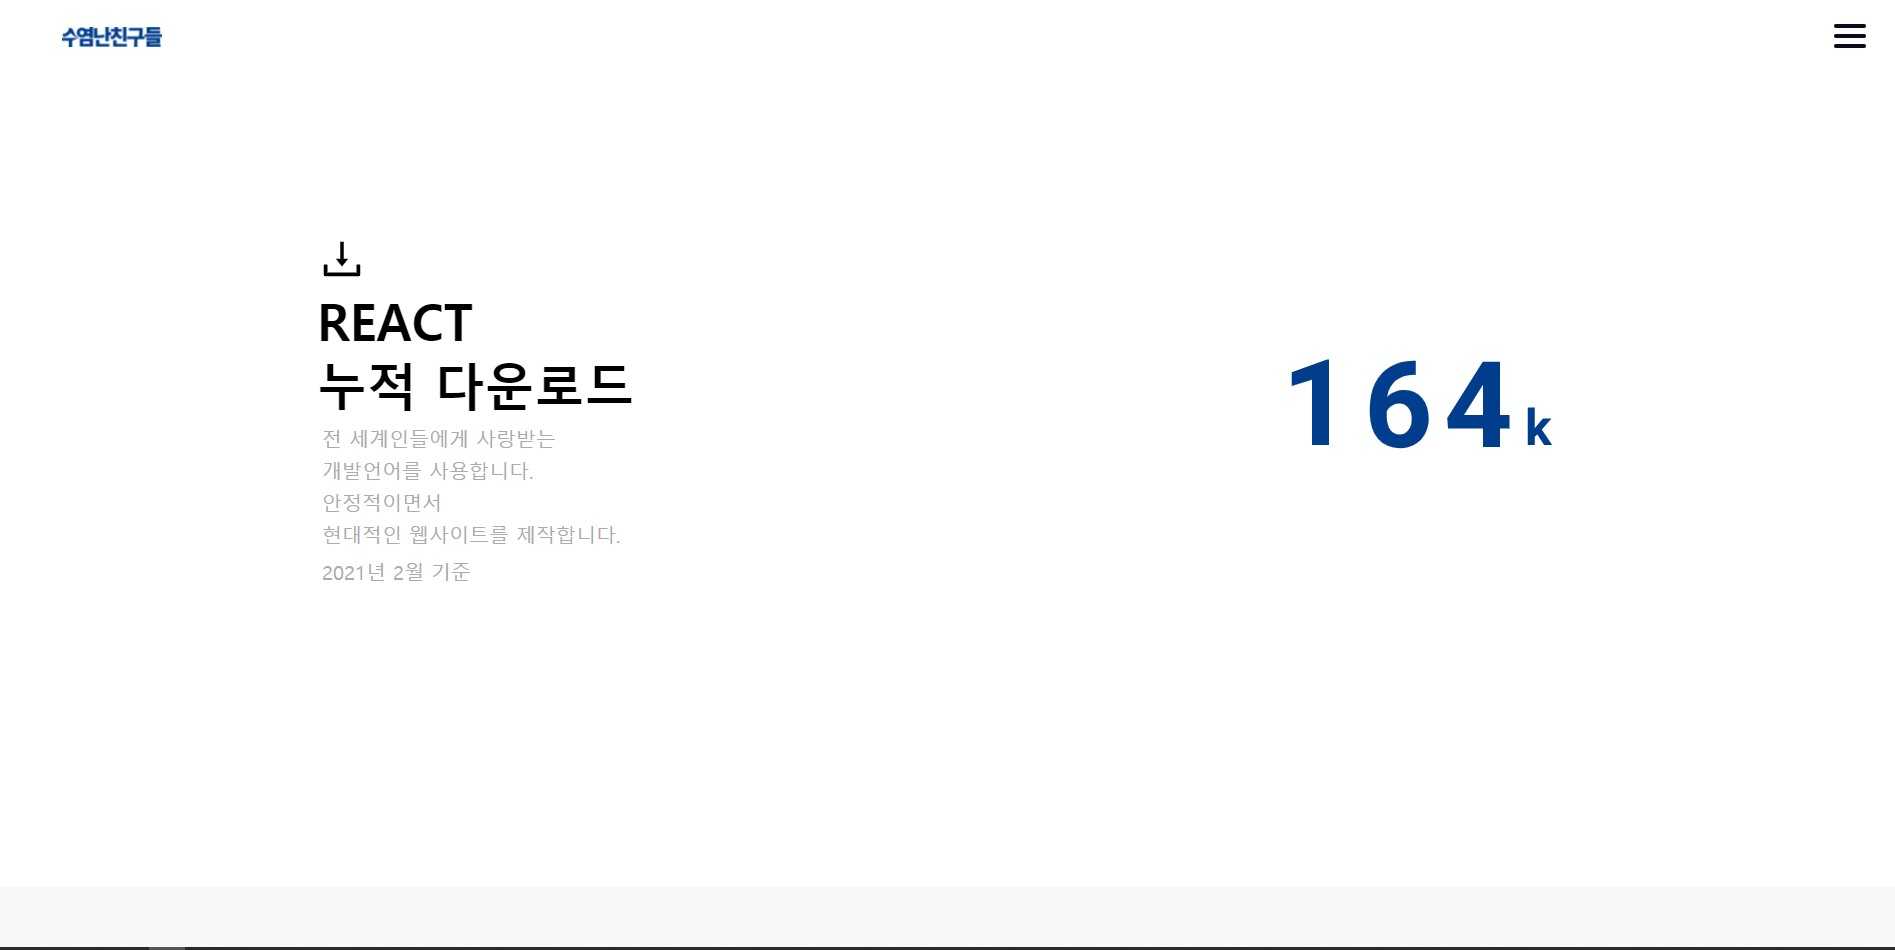 수염난친구들
REACT
누적 다운로드
전 세계인들에게 사랑받는
개발언어를 사용합니다.
안정적이면서
현대적인 웹사이트를 제작합니다.
2021년 2월 기준
164k